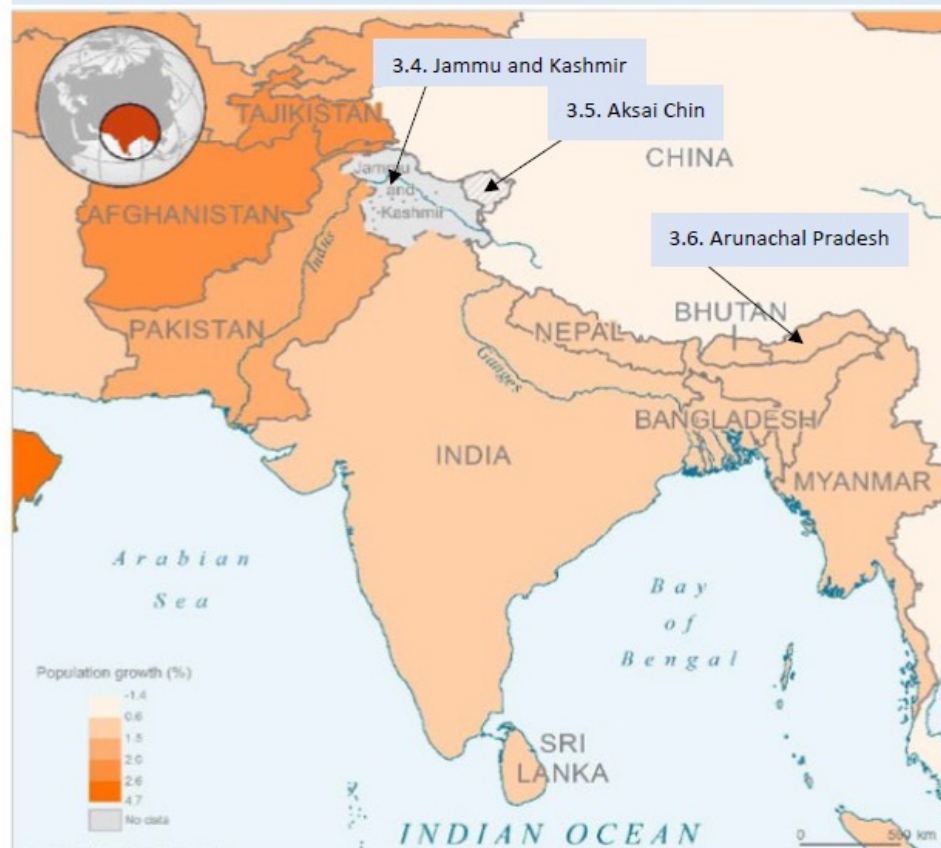 3.4. Jammu and Kashmir
TAJIKISTAN
3.5. Aksai Chin
CHINA
Jammu
and
Kashmir
AFGHANISTAN
3.6. Arunachal Pradesh
Indus
PAKISTAN
NEPAL
BHUTAN
Ganges
BANGLADESH
INDIA
MYANMAR
Arabian
Sea
Bay
of
Bengal
Population growth (%)
-1.4
0.6
1.5
2.0
2.6
4.7
No data
SRI
LANKA
INDIAN OCEAN
0 500 km